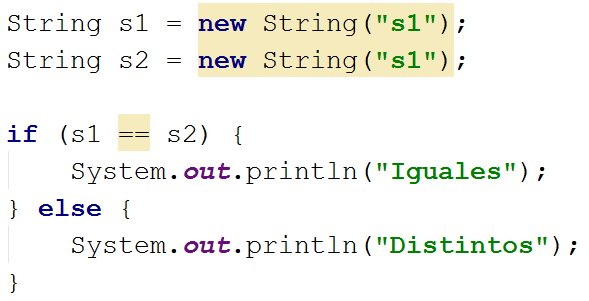 String s1 = new String("s1");
String s2 = new String("s1");
if (s1 == s2) {
System.out.println("Iguales");
} else {
System.out.println("Distintos");
}